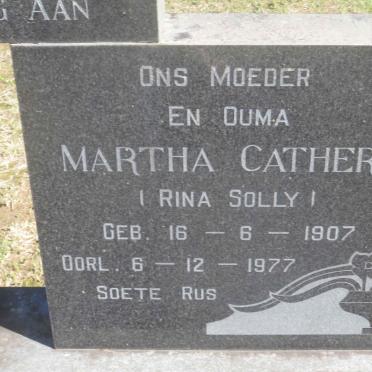 G AAN
ONS MOEDER
EN OUMA
MARTHA CATHER
( RINA SOLLY )
GEB. 16 - 6 - 1907
OORL. 6 - 12 - 1977
SOETE RUS